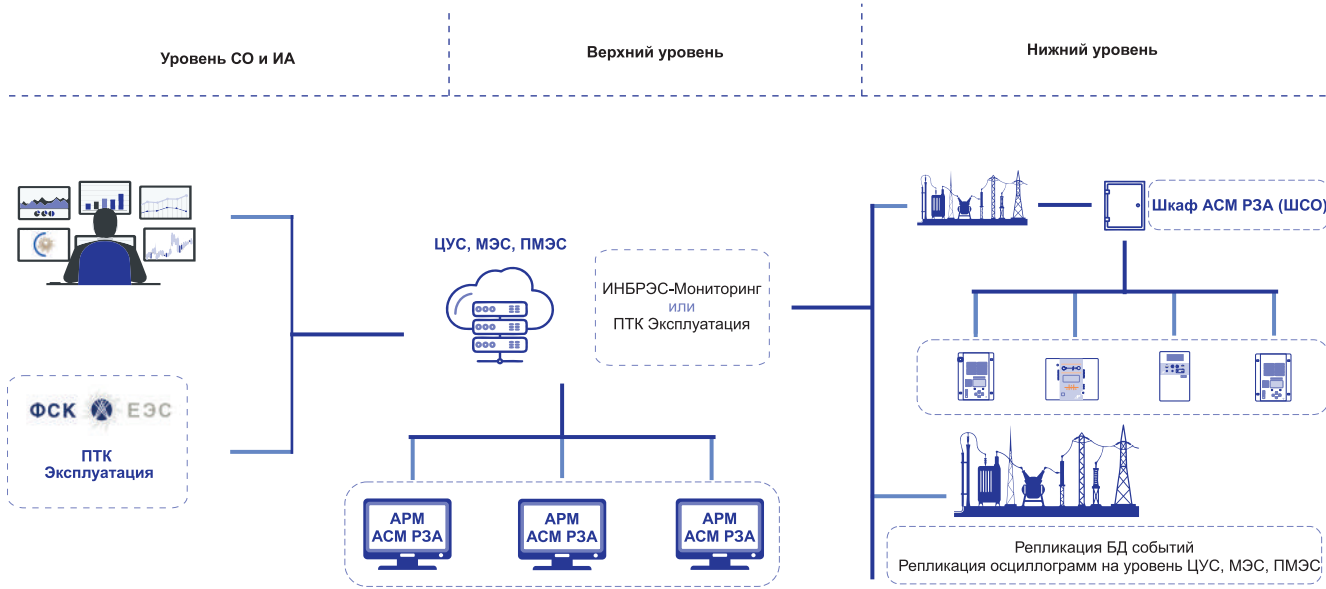 Уровень СО и ИА
Верхний уровень
Нижний уровень
ФСК ЕЭС
ПТК
Эксплуатация
ЦУС, МЭС, ПМЭС
ИНБРЭС-Мониторинг
или
ПТК Эксплуатация
АРМ
АСМ РЗА
АРМ
АСМ РЗА
АРМ
АСМ РЗА
Шкаф АСМ РЗА (ШСО)
Репликация БД событий
Репликация осциллограмм на уровень ЦУС, МЭС, ПМЭС